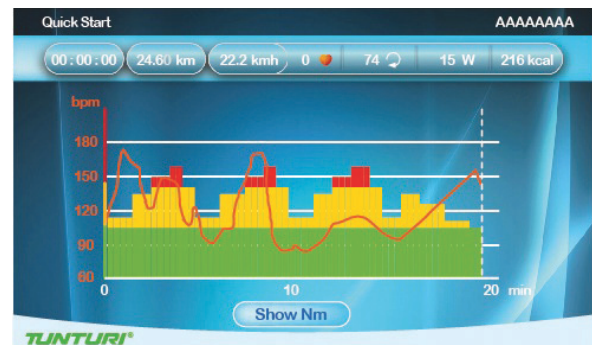 Quick Start AAAAAAAA
00:00:00 24.60 km 22.2 kmh 0 74 15 W 216 kcal
bpm
180
150
120
90
60
0 10 20 min
Show Nm
TUNTURI®